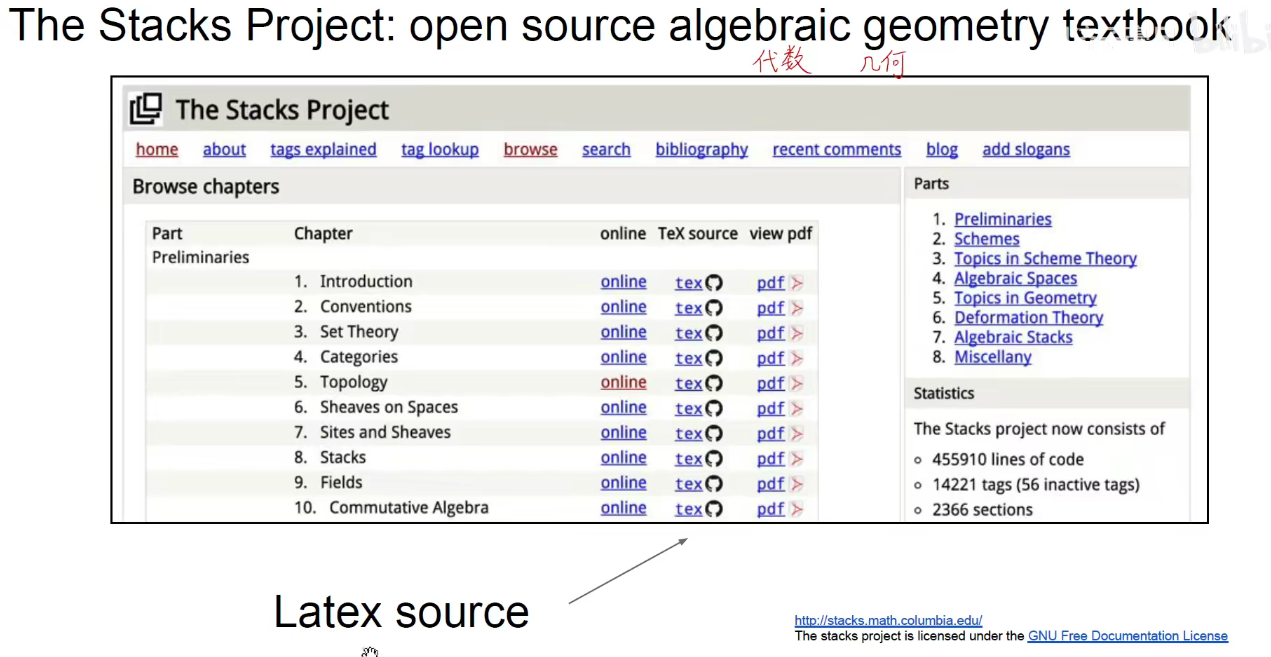 The Stacks Project: open source algebraic geometry textbook
代数 几何
The Stacks Project
home about tags explained tag lookup browse search bibliography recent comments blog add slogans
Browse chapters
Part Chapter online TeX source view pdf
Preliminaries
1. Introduction online tex pdf
2. Conventions online tex pdf
3. Set Theory online tex pdf
4. Categories online tex pdf
5. Topology online tex pdf
6. Sheaves on Spaces online tex pdf
7. Sites and Sheaves online tex pdf
8. Stacks online tex pdf
9. Fields online tex pdf
10. Commutative Algebra online tex pdf
Parts
1. Preliminaries
2. Schemes
3. Topics in Scheme Theory
4. Algebraic Spaces
5. Topics in Geometry
6. Deformation Theory
7. Algebraic Stacks
8. Miscellany
Statistics
The Stacks project now consists of
455910 lines of code
14221 tags (56 inactive tags)
2366 sections
Latex source
http://stacks.math.columbia.edu/
The stacks project is licensed under the GNU Free Documentation License